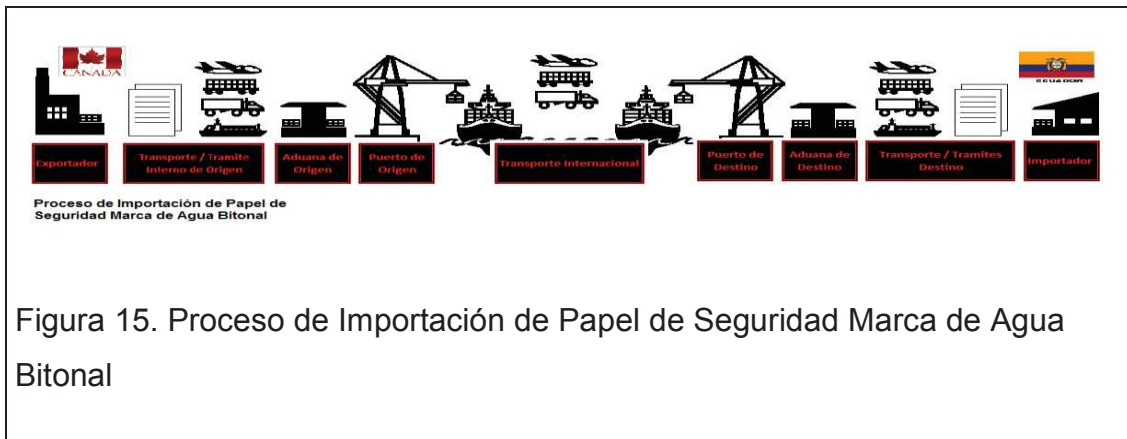 CANADA
ECUADOR
Exportador
Transporte / Tramite
Interno de Origen
Aduana de
Origen
Puerto de
Origen
Transporte Internacional
Puerto de
Destino
Aduana de
Destino
Transporte / Tramites
Destino
Importador
Proceso de Importación de Papel de
Seguridad Marca de Agua Bitonal
Figura 15. Proceso de Importación de Papel de Seguridad Marca de Agua
Bitonal